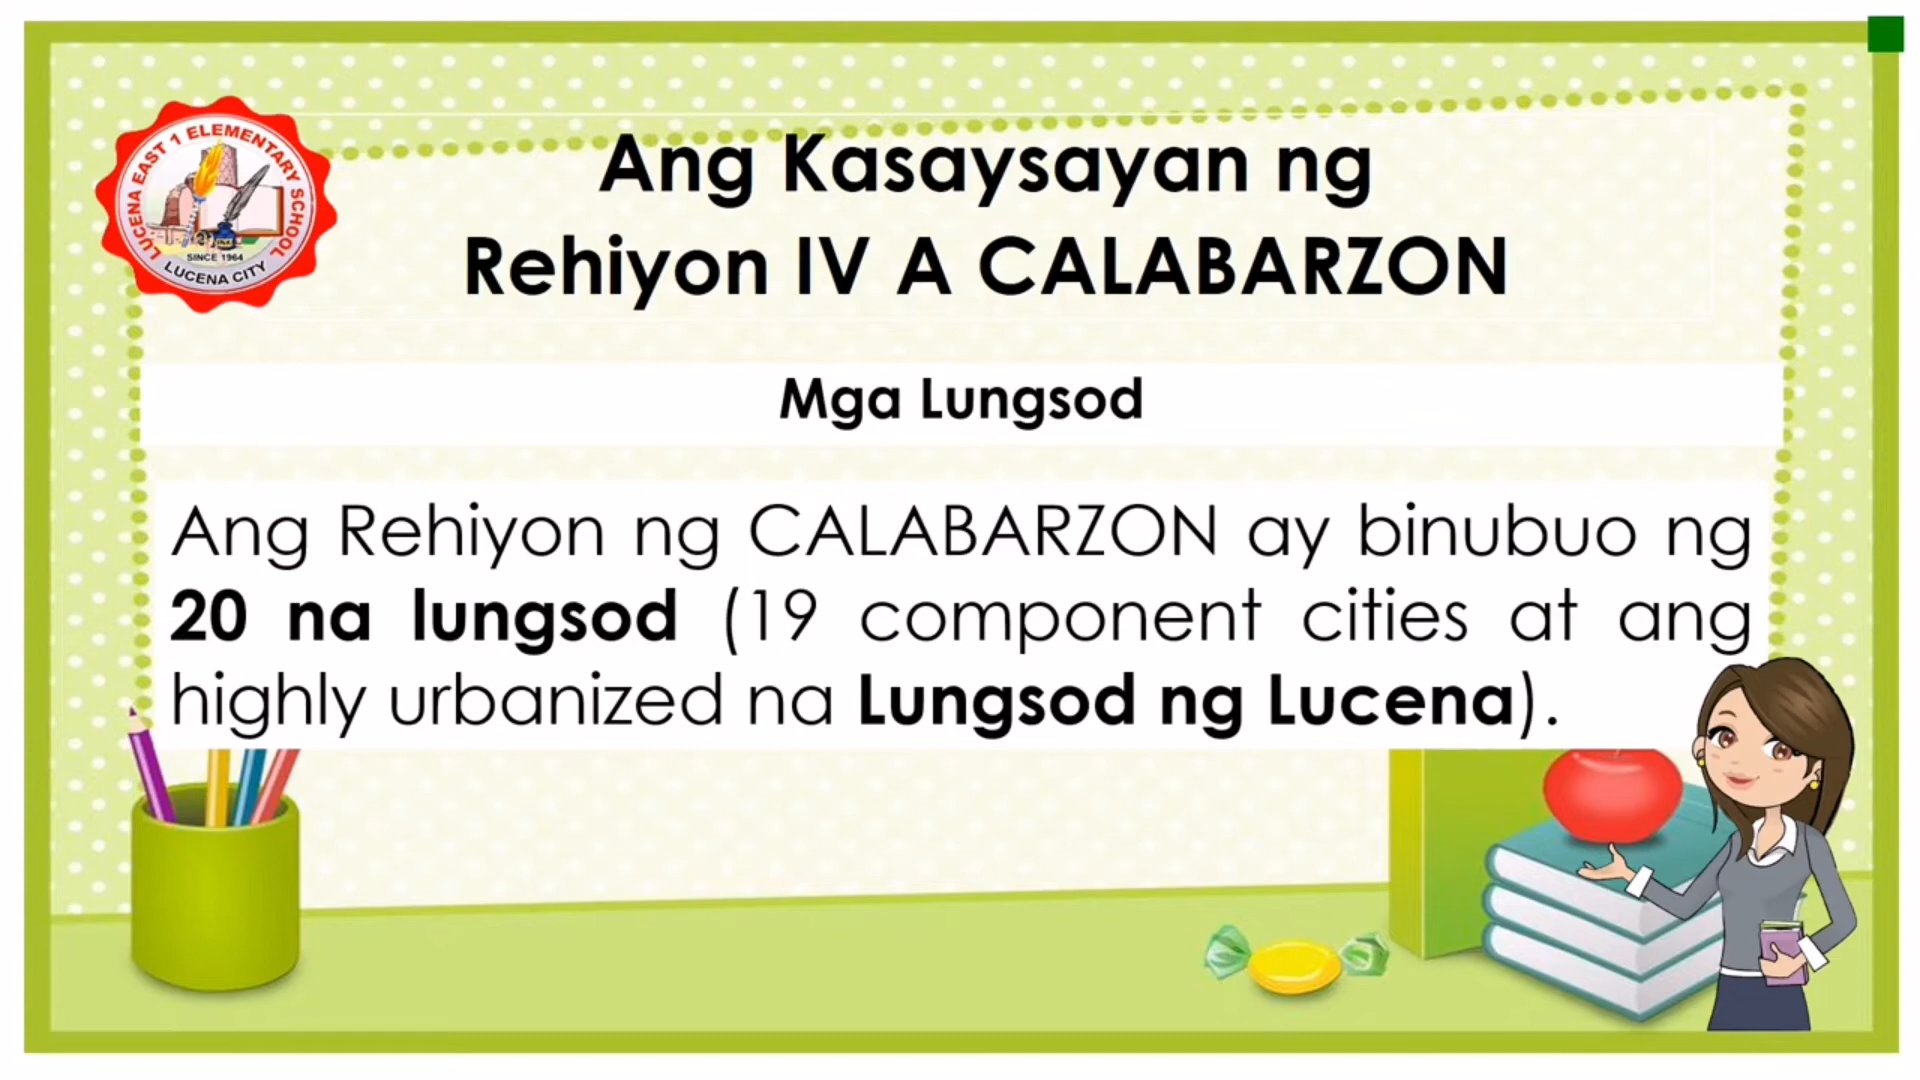 LUCENA EAST 1 ELEMENTARY SCHOOL
SINCE 1964
LUCENA CITY
Ang Kasaysayan ng
Rehiyon IV A CALABARZON
Mga Lungsod
Ang Rehiyon ng CALABARZON ay binubuo ng
20 na lungsod (19 component cities at ang
highly urbanized na Lungsod ng Lucena).